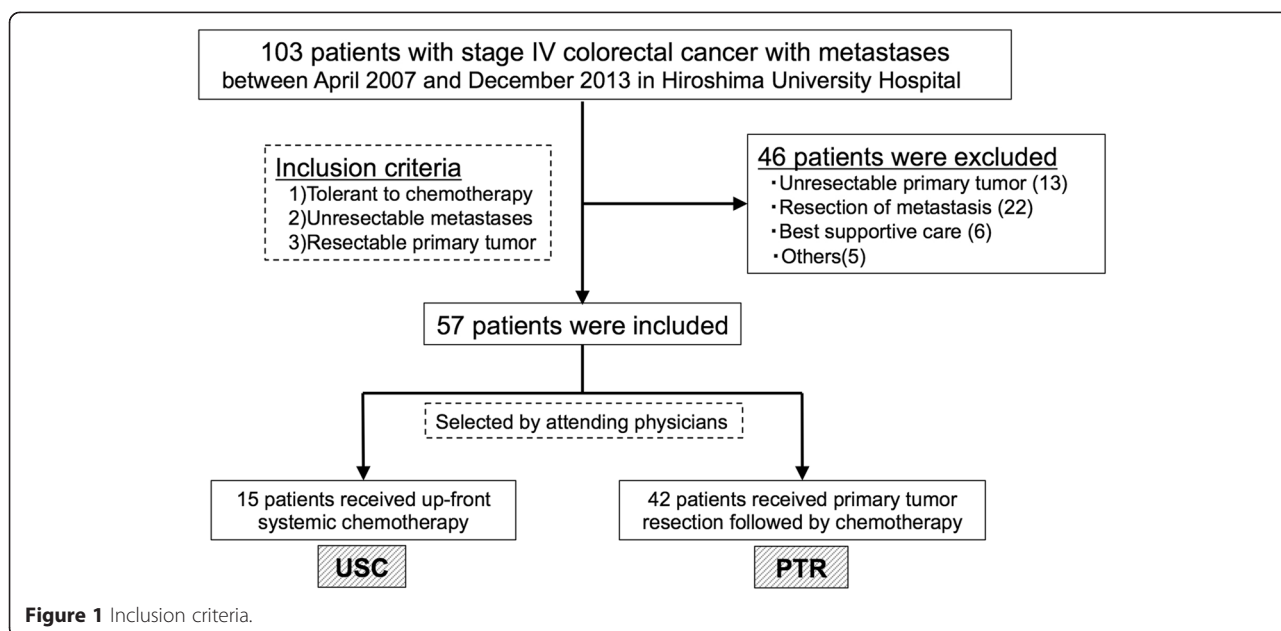 103 patients with stage IV colorectal cancer with metastases
between April 2007 and December 2013 in Hiroshima University Hospital
Inclusion criteria
1)Tolerant to chemotherapy
2)Unresectable metastases
3)Resectable primary tumor
46 patients were excluded
・Unresectable primary tumor (13)
・Resection of metastasis (22)
・Best supportive care (6)
・Others(5)
57 patients were included
Selected by attending physicians
15 patients received up-front
systemic chemotherapy
USC
42 patients received primary tumor
resection followed by chemotherapy
PTR
Figure 1 Inclusion criteria.